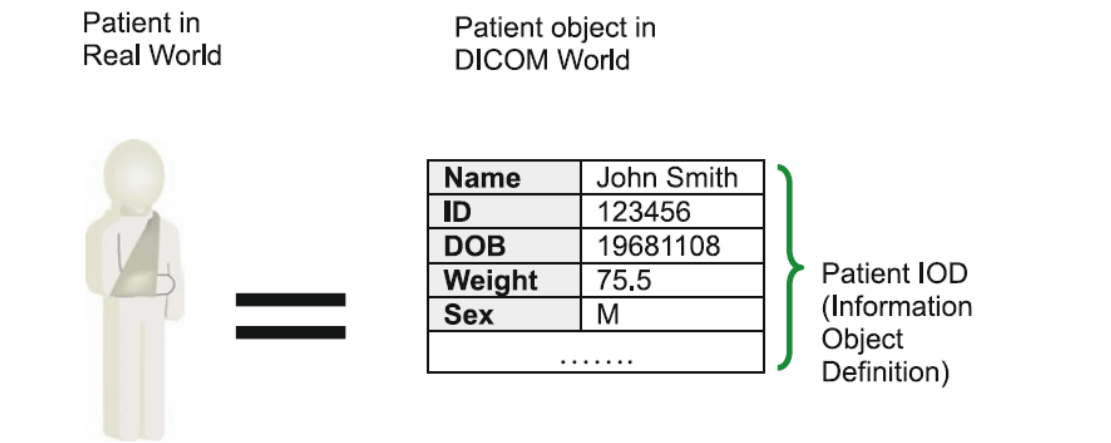 Patient in
Real World
Patient object in
DICOM World
Name John Smith
ID 123456
DOB 19681108
Weight 75.5
Sex M
.......
Patient IOD
(Information
Object
Definition)